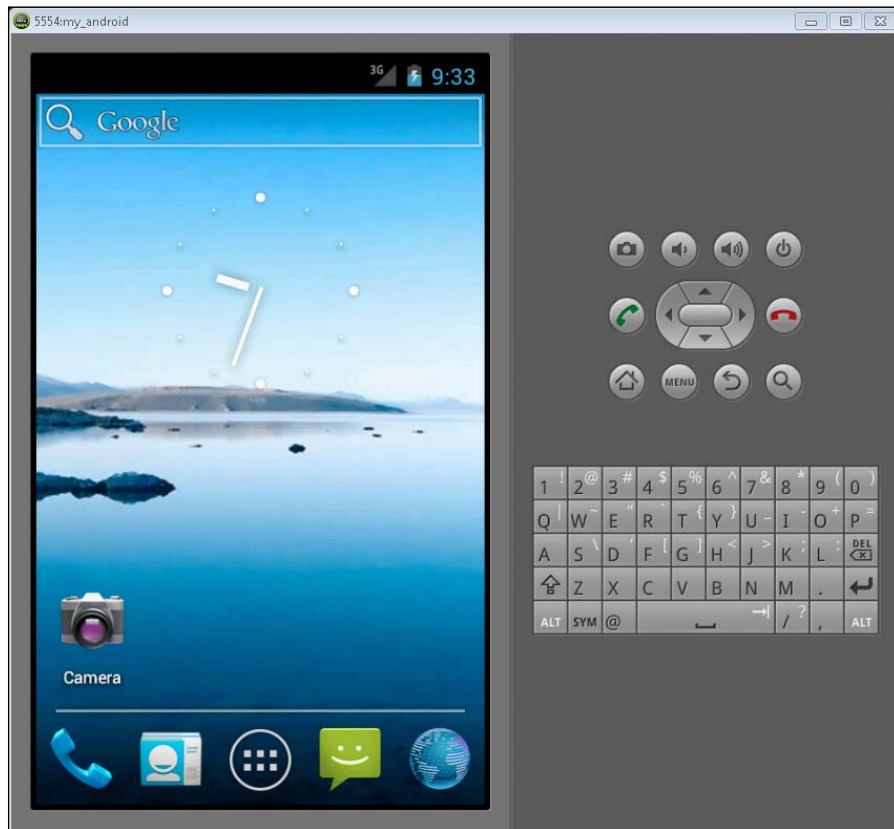 5554:my_android
3G 9:33
Google
Camera
MENU
1 ! 2 @ 3 # 4 $ 5 % 6 ^ 7 & 8 * 9 ( 0 )
Q | W ~ E " R ` T { Y } U _ I - O + P =
A S \ D ' F [ G ] H < J > K ; L : DEL
Z X C V B N M .
ALT SYM @ / ? , ALT